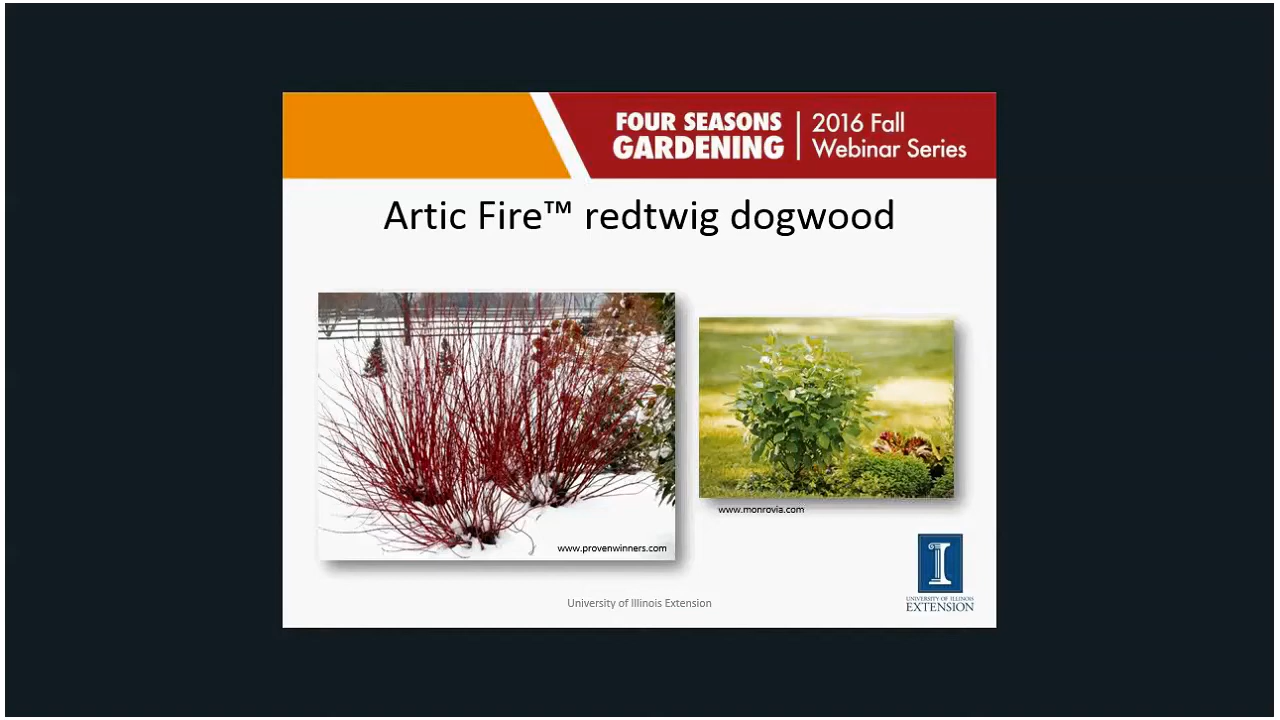 FOUR SEASONS
GARDENING
2016 Fall
Webinar Series
Artic Fire™ redtwig dogwood
www.provenwinners.com
www.monrovia.com
University of Illinois Extension
I
UNIVERSITY OF ILLINOIS
EXTENSION